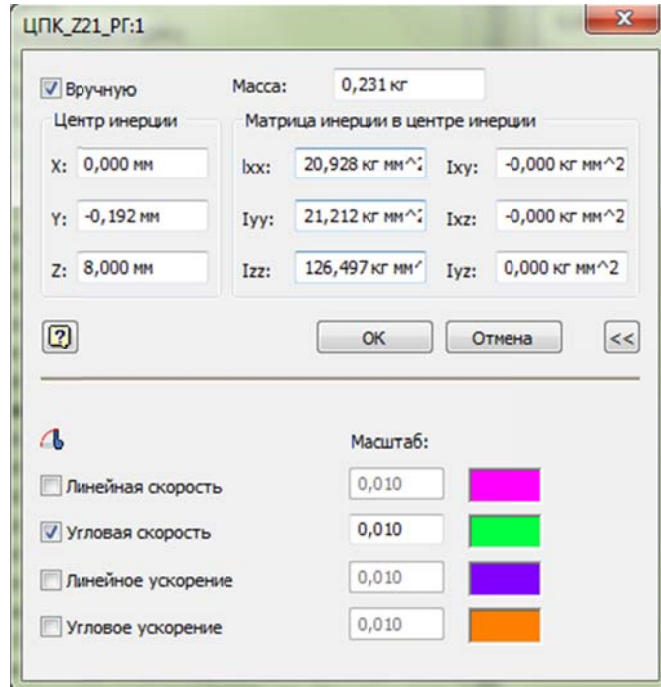 ЦПК_Z21_РГ:1
Вручную Масса: 0,231 кг
Центр инерции Матрица инерции в центре инерции
X: 0,000 мм Ixx: 20,928 кг мм^2 Ixy: -0,000 кг мм^2
Y: -0,192 мм Iyy: 21,212 кг мм^2 Ixz: -0,000 кг мм^2
Z: 8,000 мм Izz: 126,497 кг мм^ Iyz: 0,000 кг мм^2
? ОК Отмена <<
Масштаб:
Линейная скорость 0,010
Угловая скорость 0,010
Линейное ускорение 0,010
Угловое ускорение 0,010